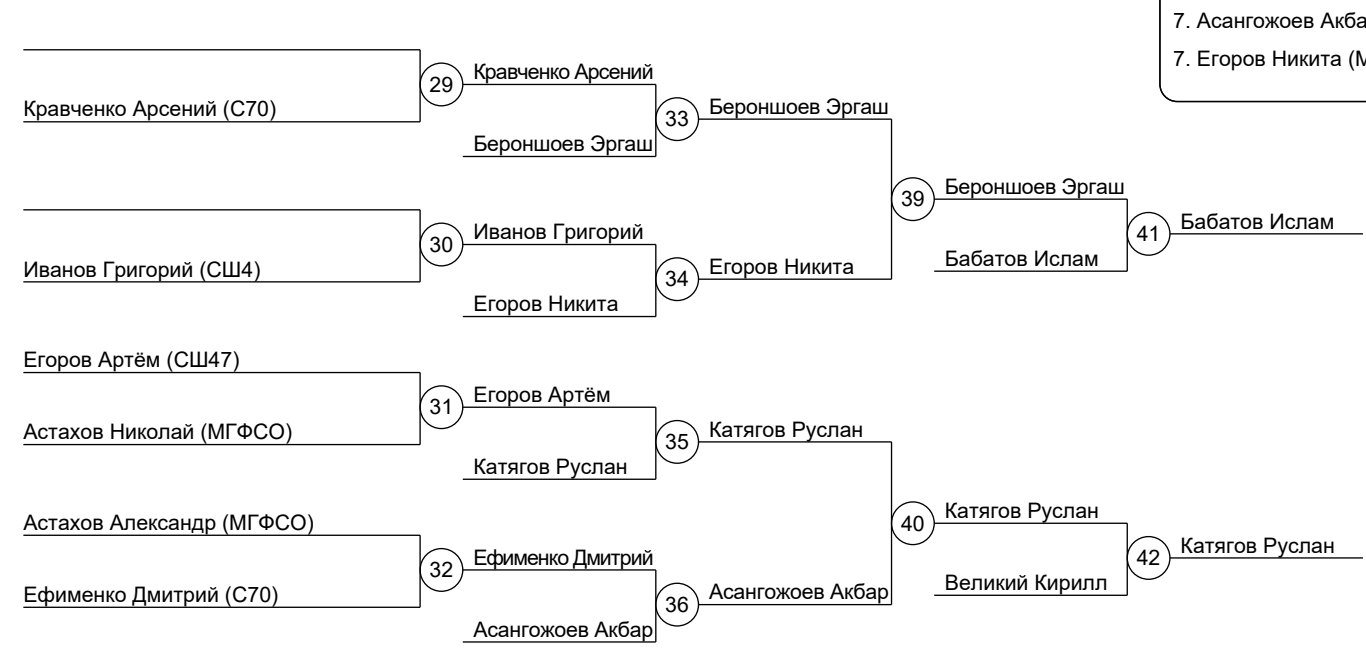 7. Асангожоев
7. Егоров Никита
Кравченко Арсений (С70)
29
Кравченко Арсений
Бероншоев Эргаш
33
Бероншоев Эргаш
Иванов Григорий (СШ4)
30
Иванов Григорий
Егоров Никита
34
Егоров Никита
39
Бероншоев Эргаш
Бабатов Ислам
41
Бабатов Ислам
Егоров Артём (СШ47)
Астахов Николай (МГФСО)
31
Егоров Артём
Катягов Руслан
35
Катягов Руслан
Астахов Александр (МГФСО)
Ефименко Дмитрий (С70)
32
Ефименко Дмитрий
Асангожоев Акбар
36
Асангожоев Акбар
40
Катягов Руслан
Великий Кирилл
42
Катягов Руслан